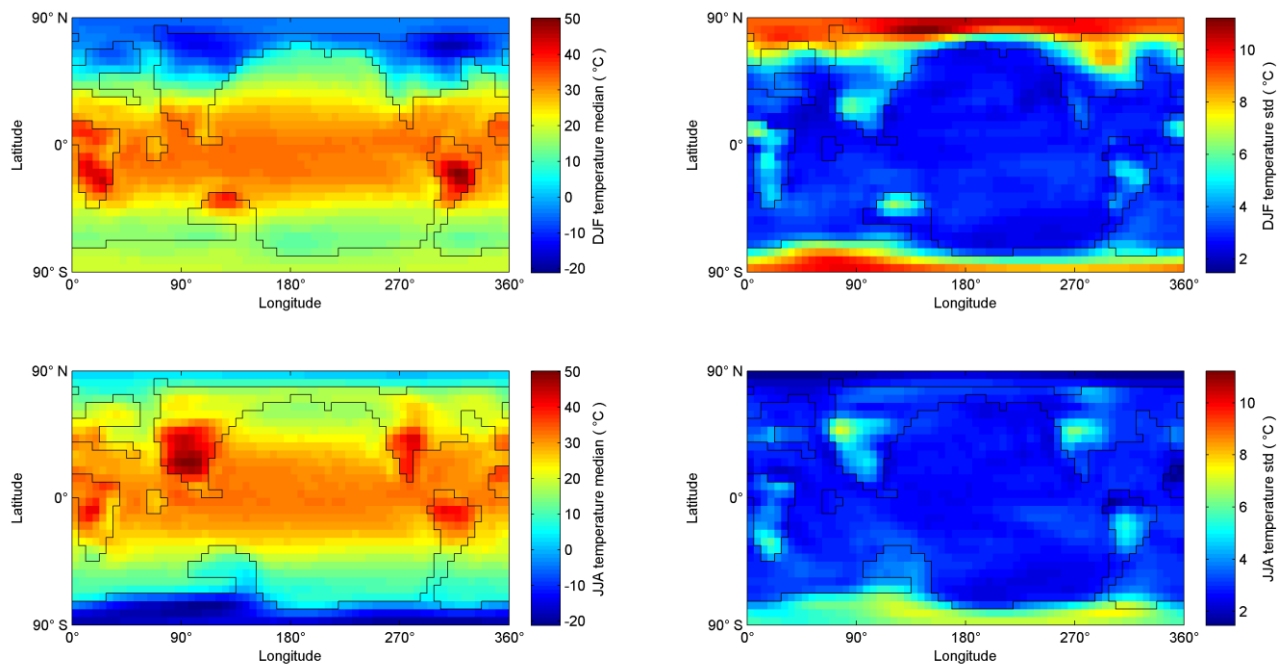 90° N
0°
90° S
Latitude
0°
90°
180°
270°
360°
Longitude
50
40
30
20
10
0
-10
-20
DJF temperature median ( °C)
90° N
0°
90° S
Latitude
0°
90°
180°
270°
360°
Longitude
10
8
6
4
2
DJF temperature std ( °C)
90° N
0°
90° S
Latitude
0°
90°
180°
270°
360°
Longitude
50
40
30
20
10
0
-10
-20
JJA temperature median ( °C)
90° N
0°
90° S
Latitude
0°
90°
180°
270°
360°
Longitude
10
8
6
4
2
JJA temperature std ( °C)